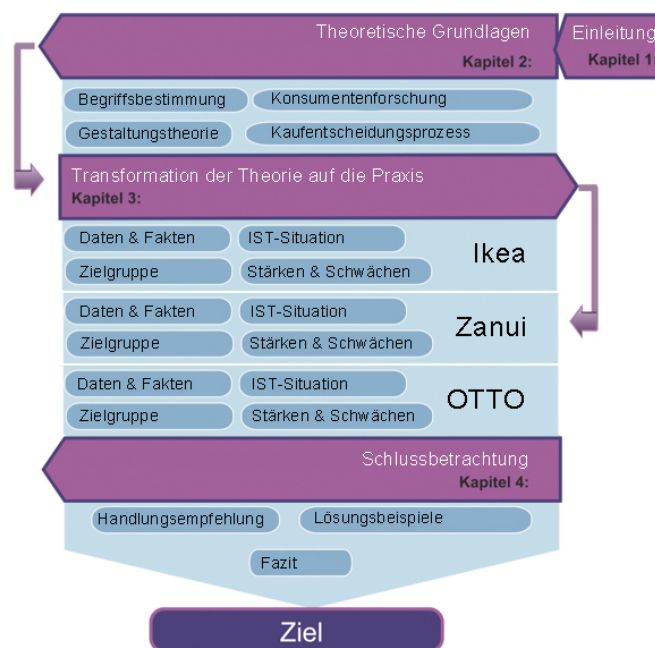 Theoretische Grundlagen
Kapitel 2:
Einleitung
Kapitel 1:
Begriffsbestimmung
Konsumentenforschung
Gestaltungstheorie
Kaufentscheidungsprozess
Transformation der Theorie auf die Praxis
Kapitel 3:
Daten & Fakten
IST-Situation
Zielgruppe
Stärken & Schwächen
Ikea
Daten & Fakten
IST-Situation
Zielgruppe
Stärken & Schwächen
Zanui
Daten & Fakten
IST-Situation
Zielgruppe
Stärken & Schwächen
OTTO
Schlussbetrachtung
Kapitel 4:
Handlungsempfehlung
Lösungsbeispiele
Fazit
Ziel